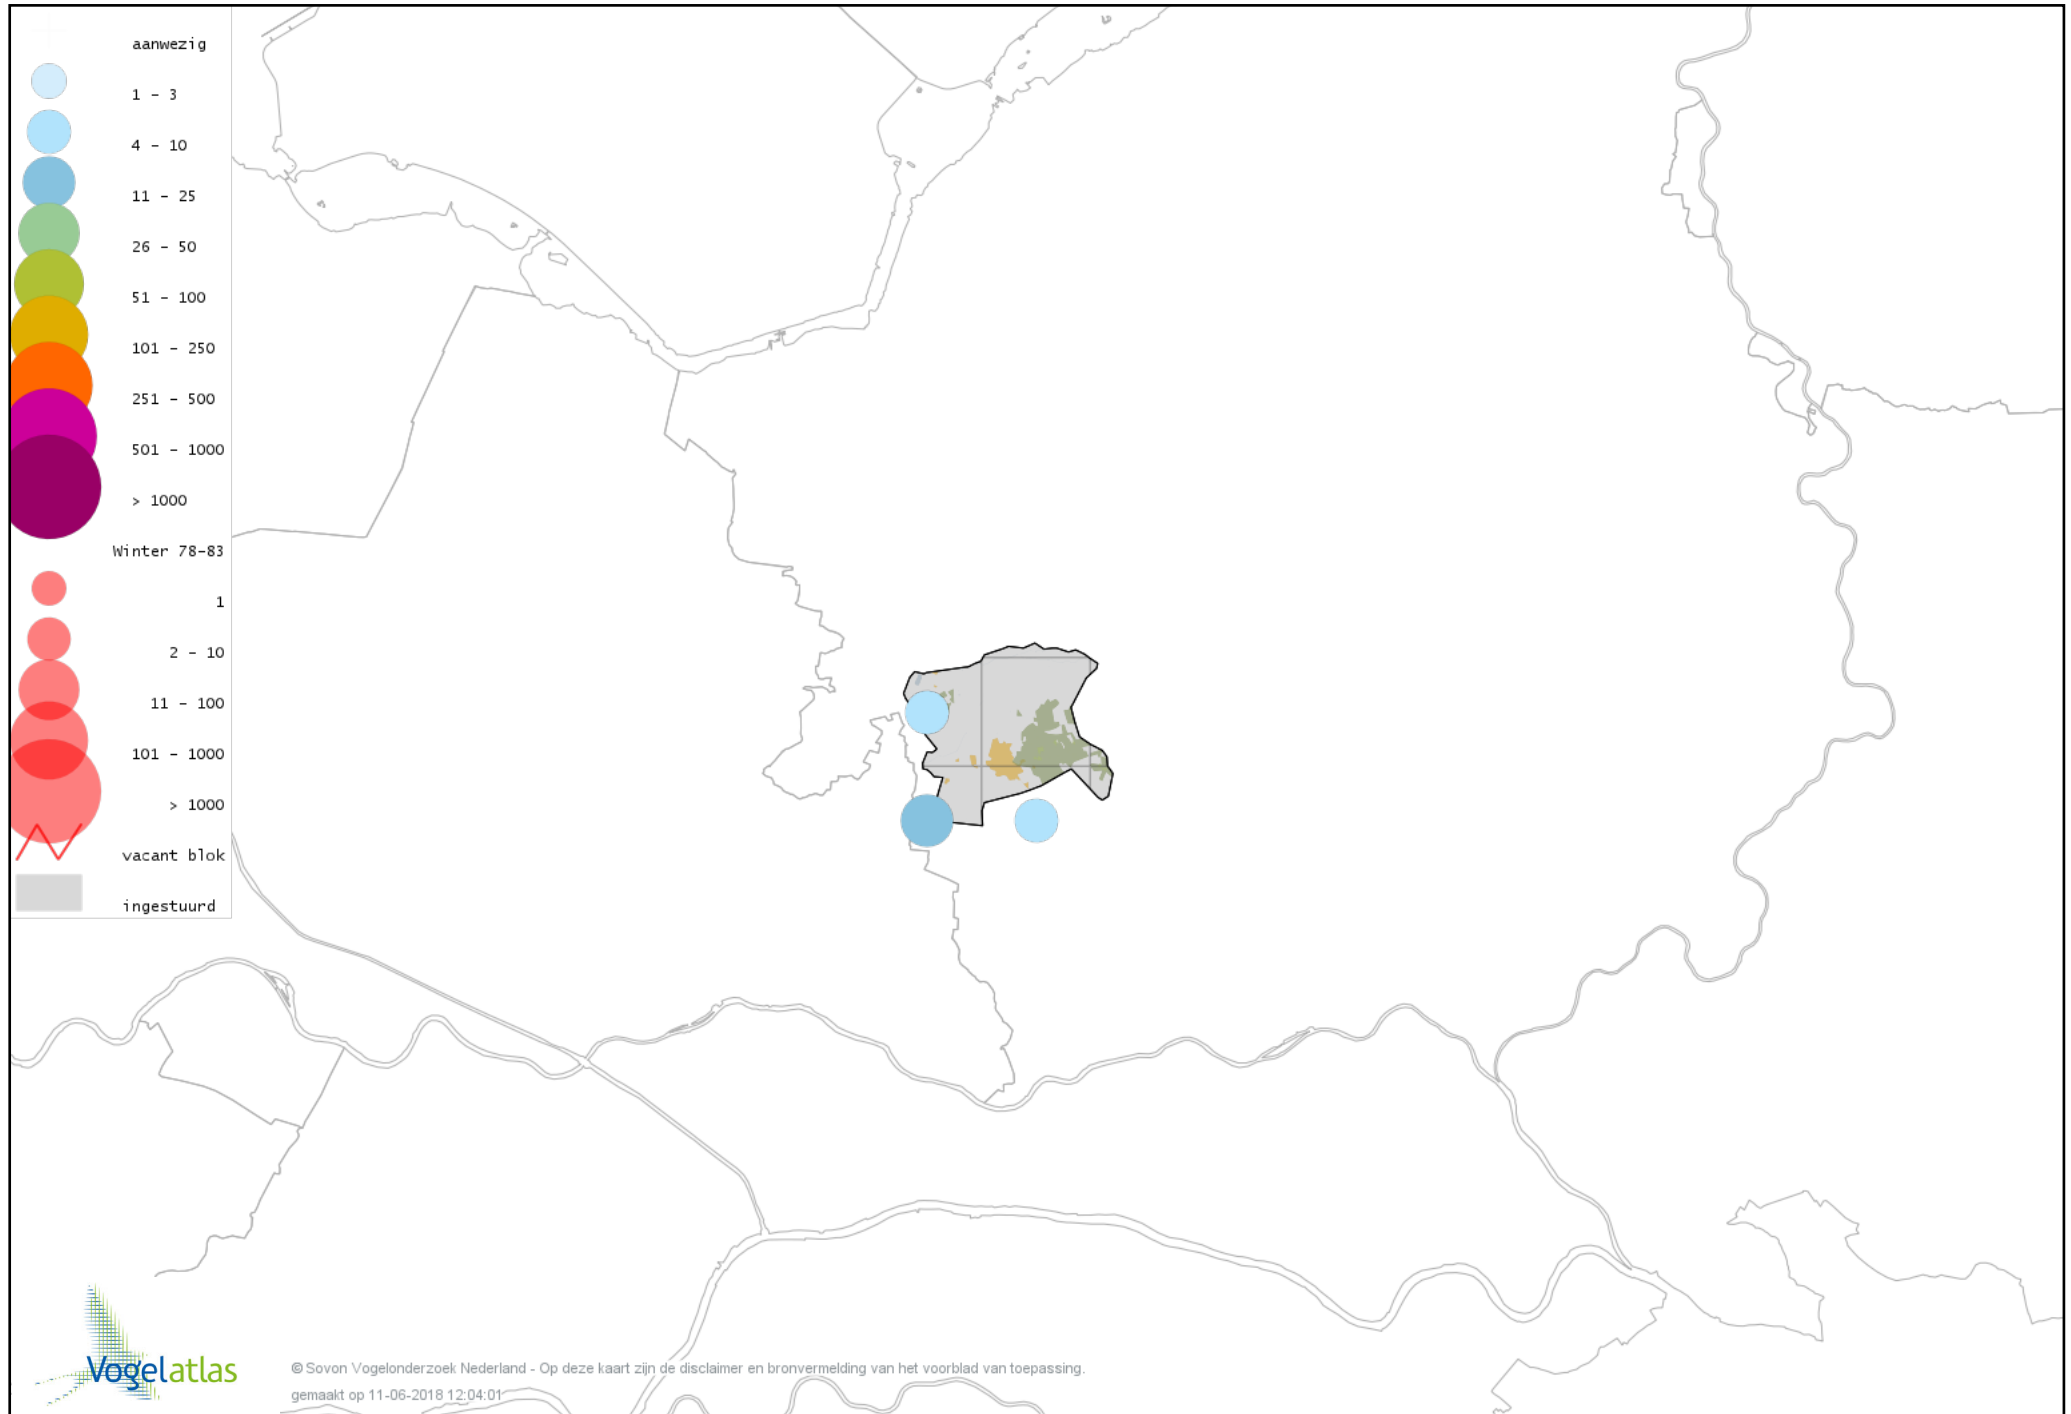 aanwezig
1 - 3
4 - 10
11 - 25
26 - 50
51 - 100
101 - 250
251 - 500
501 - 1000
> 1000
Winter 78-83
1
2 - 10
11 - 100
101 - 1000
> 1000
vacant blok
ingestuurd
Vogelatlas
© Sovon Vogelonderzoek Nederland - Op deze kaart zijn de disclaimer en bronvermelding van het voorblad van toepassing.
gemaakt op 11-06-2018 12:04:01